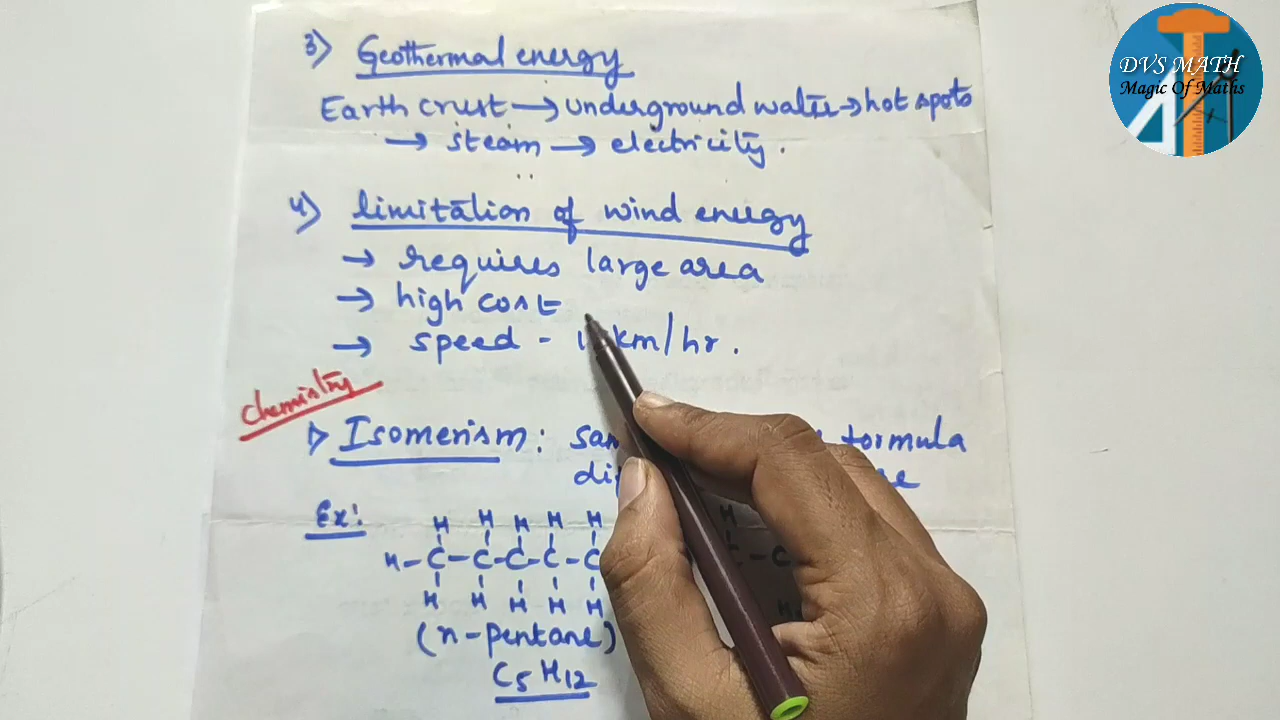 3) Geothermal energy
Earth crust → underground water → hot spots
→ steam → electricity.
4) limitation of wind energy
→ requires large area
→ high cost
→ speed - km/hr.
chemistry
1) Isomerism: formula
Ex:
H H H H H H
H-C-C-C-C-C C-C
H H H H H H
(n-pentane)
C5H12
DVS MATH
Magic Of Maths